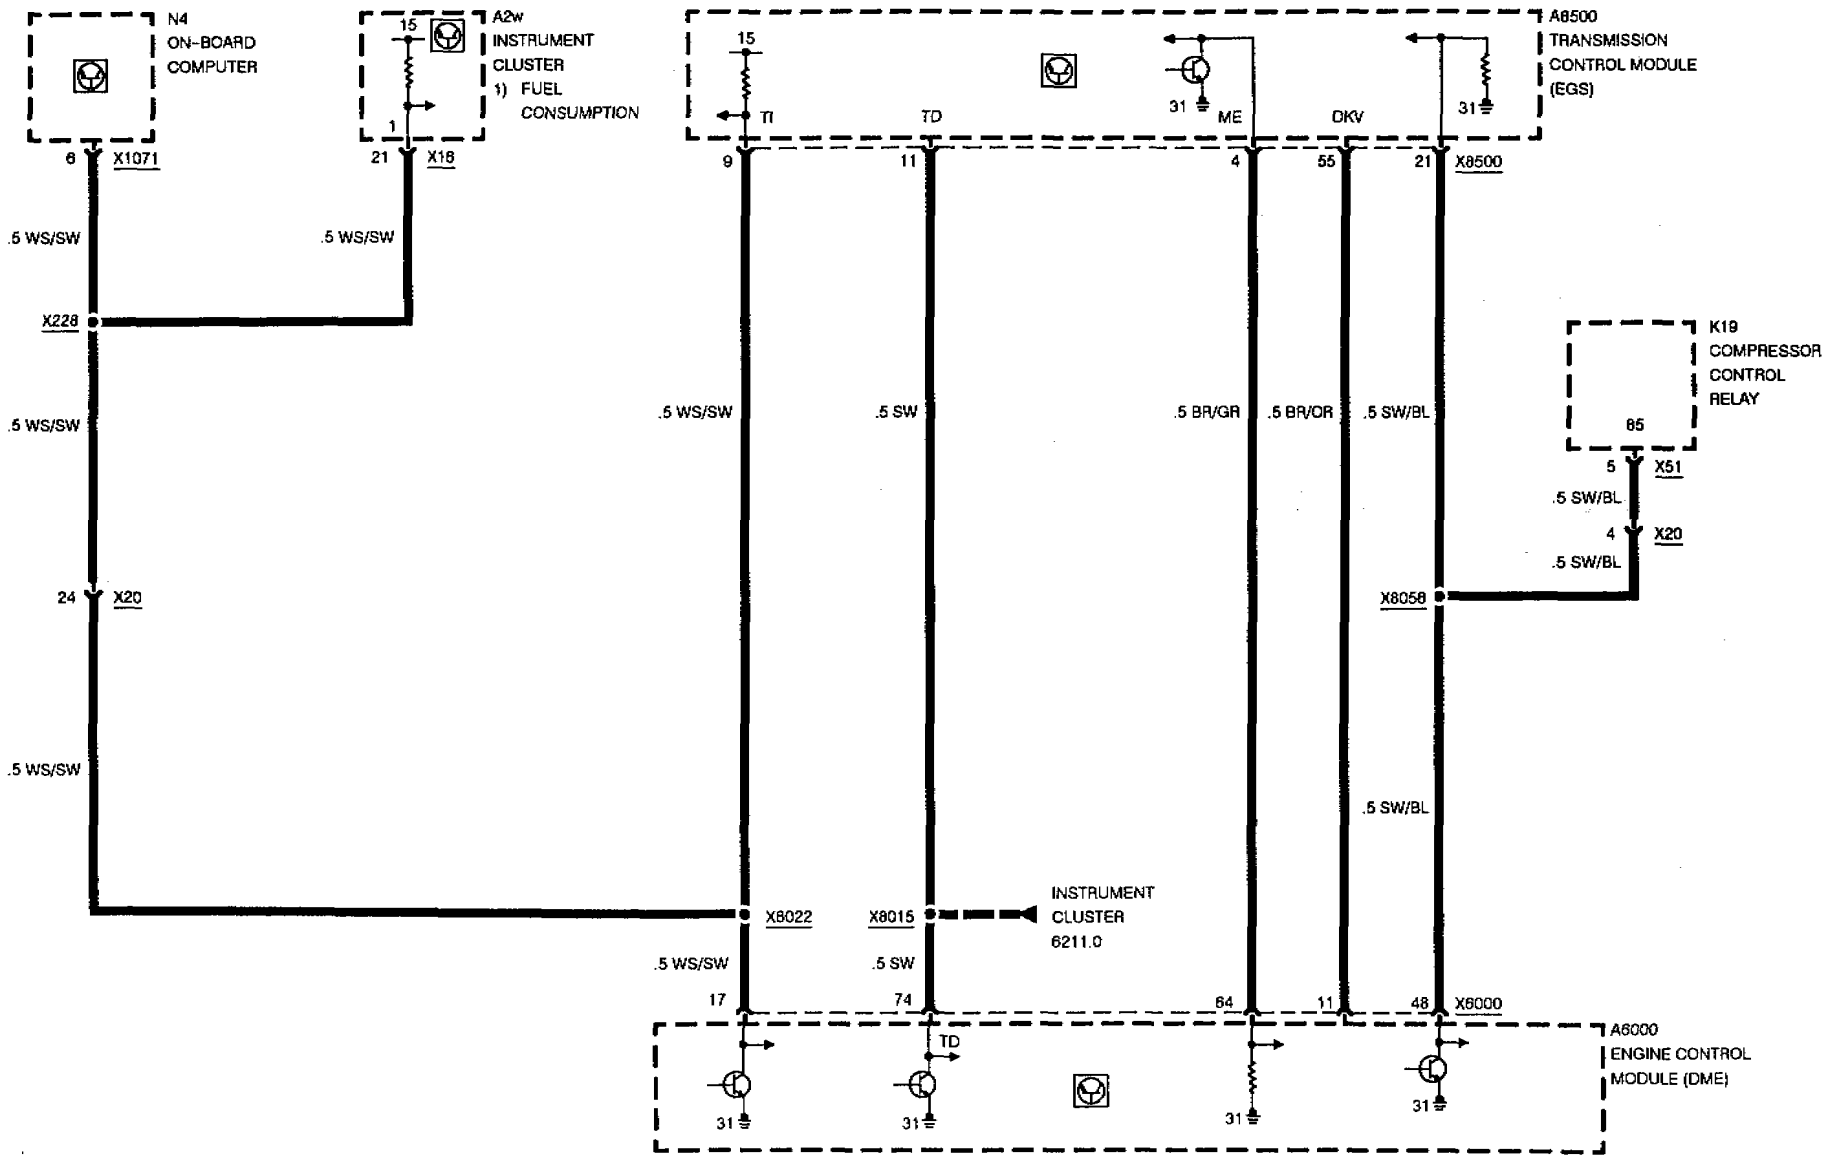 N4
ON-BOARD
COMPUTER
15
A2w
INSTRUMENT
CLUSTER
1) FUEL
CONSUMPTION
1
15
TI
TD
31
ME
DKV
31
A8500
TRANSMISSION
CONTROL MODULE
(EGS)
6
X1071
21
X16
9
11
4
55
21
X8500
.5 WS/SW
.5 WS/SW
X228
K19
COMPRESSOR
CONTROL
RELAY
85
.5 WS/SW
.5 WS/SW
.5 SW
.5 BR/GR
.5 BR/OR
.5 SW/BL
5
X51
.5 SW/BL
4
X20
.5 SW/BL
24
X20
X8058
.5 WS/SW
.5 SW/BL
X8022
X8015
INSTRUMENT
CLUSTER
6211.0
.5 WS/SW
.5 SW
17
74
64
11
48
X6000
TD
31
31
31
31
A6000
ENGINE CONTROL
MODULE (DME)